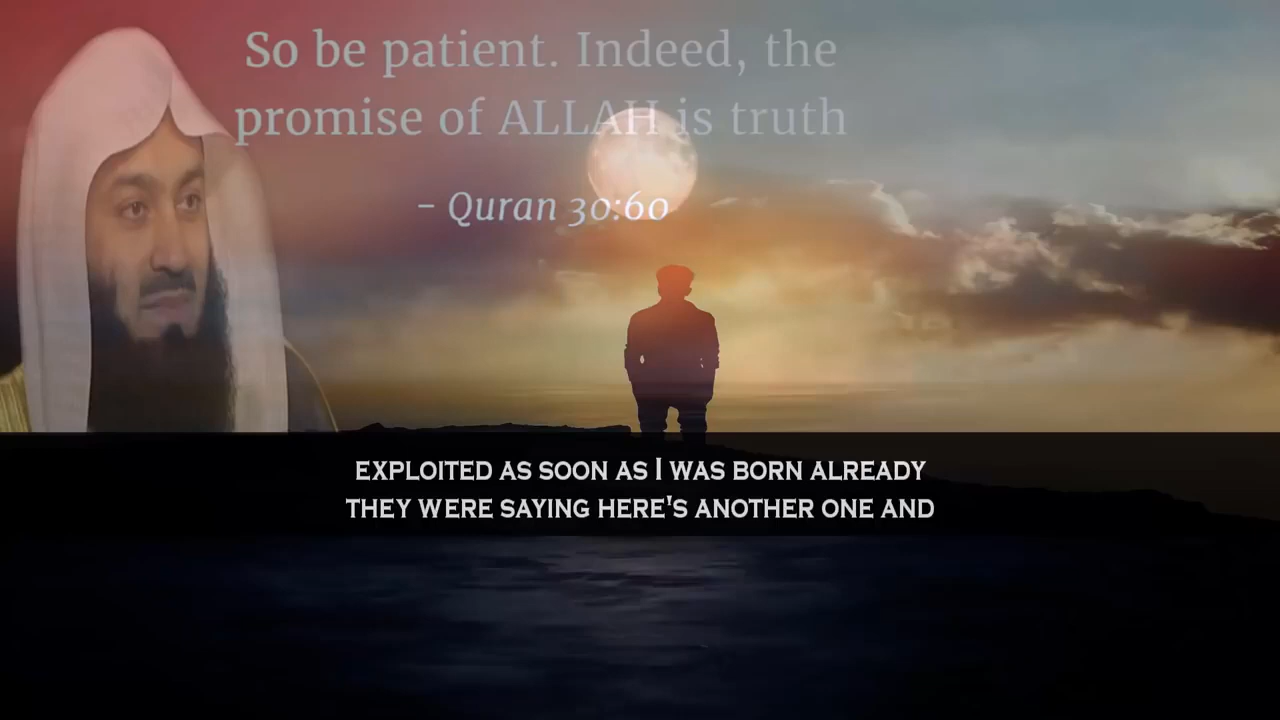 So be patient. Indeed, the
promise of ALLAH is truth
- Quran 30:60
EXPLOITED AS SOON AS I WAS BORN ALREADY
THEY WERE SAYING HERE'S ANOTHER ONE AND